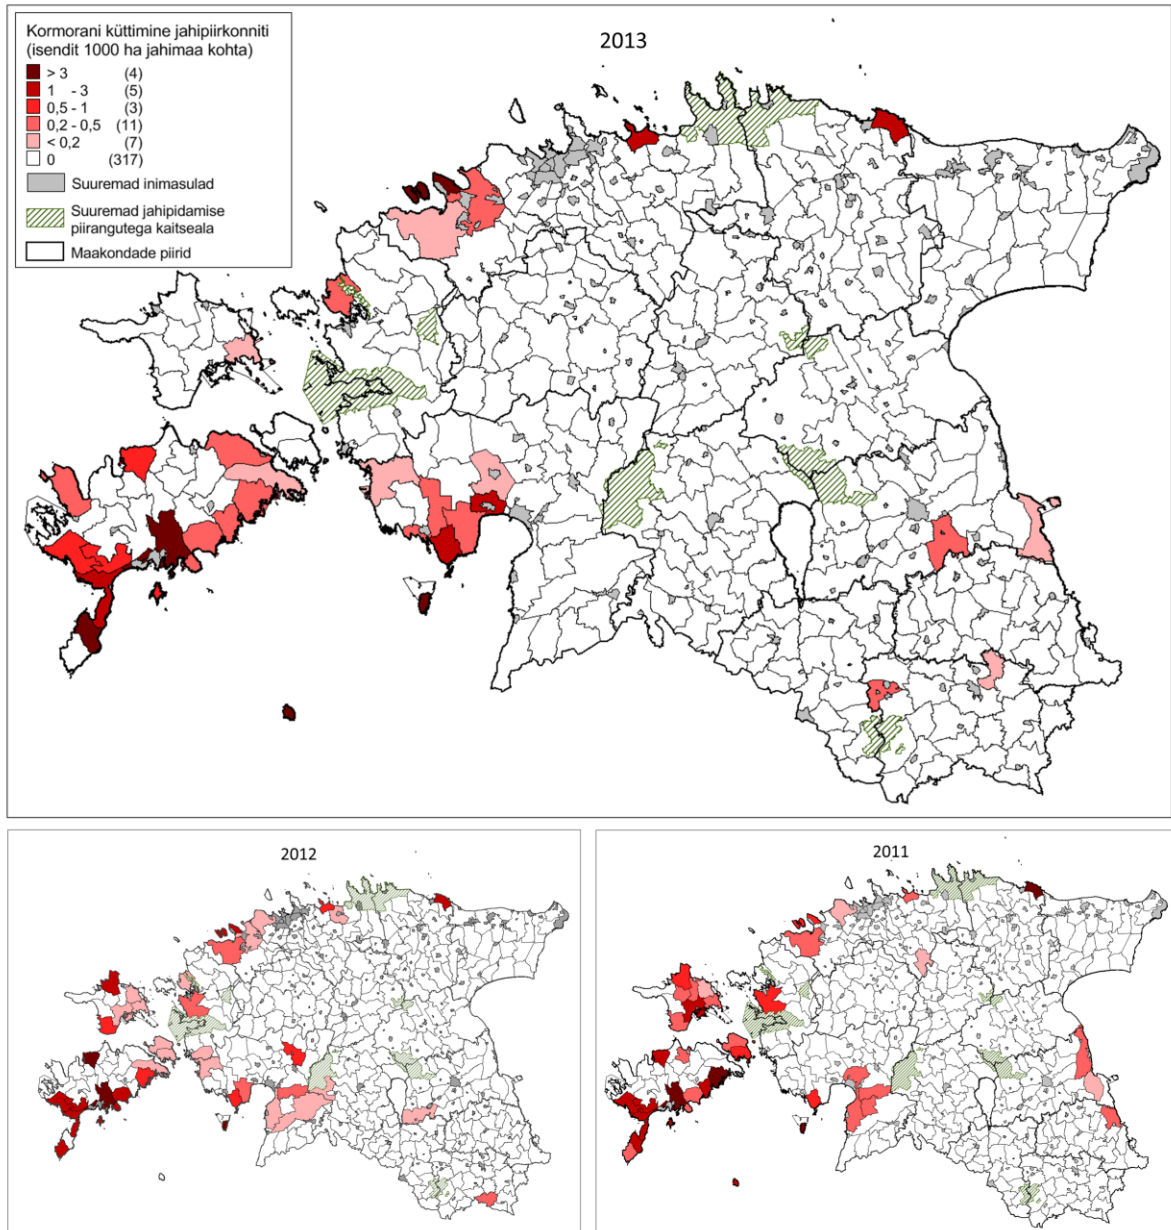 Kormorani küttimine jahipiirkonniti
(isendit 1000 ha jahimaa kohta)
> 3 (4)
1 - 3 (5)
0,5 - 1 (3)
0,2 - 0,5 (11)
< 0,2 (7)
0 (317)
Suuremad inimasulad
Suuremad jahipidamise
piirangutega kaitseala
Maakondade piirid
2013
2012
2011